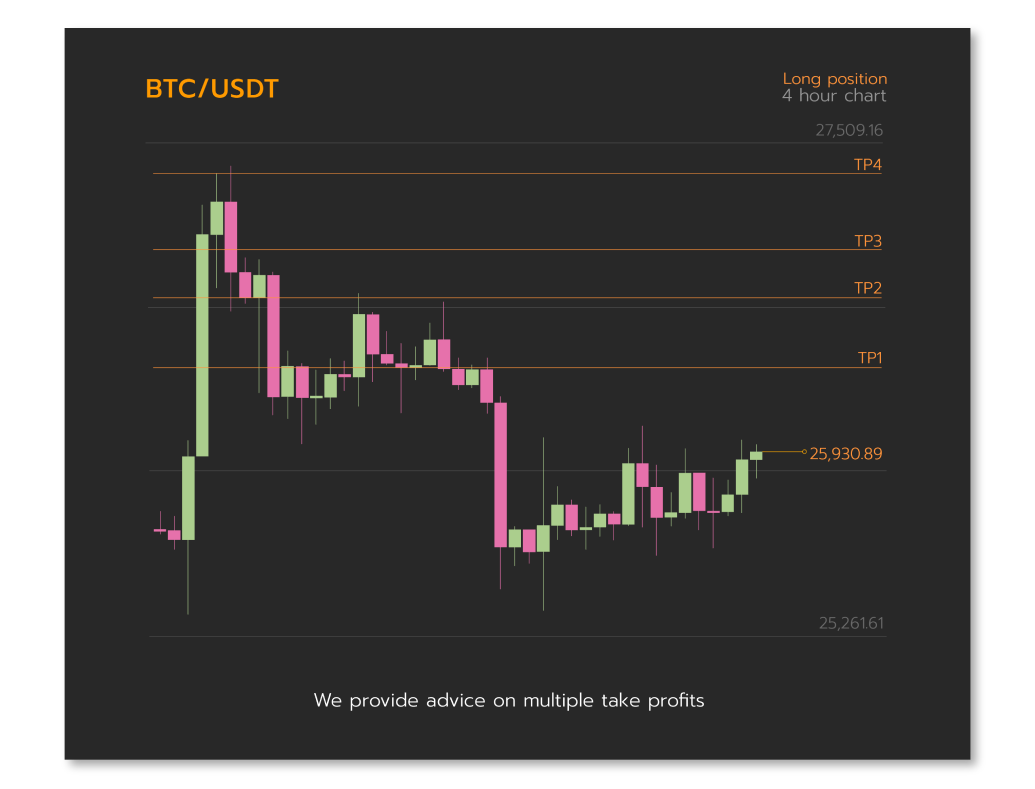 BTC/USDT
Long position
4 hour chart
27,509.16
TP4
TP3
TP2
TP1
25,930.89
25,261.61
We provide advice on multiple take profits